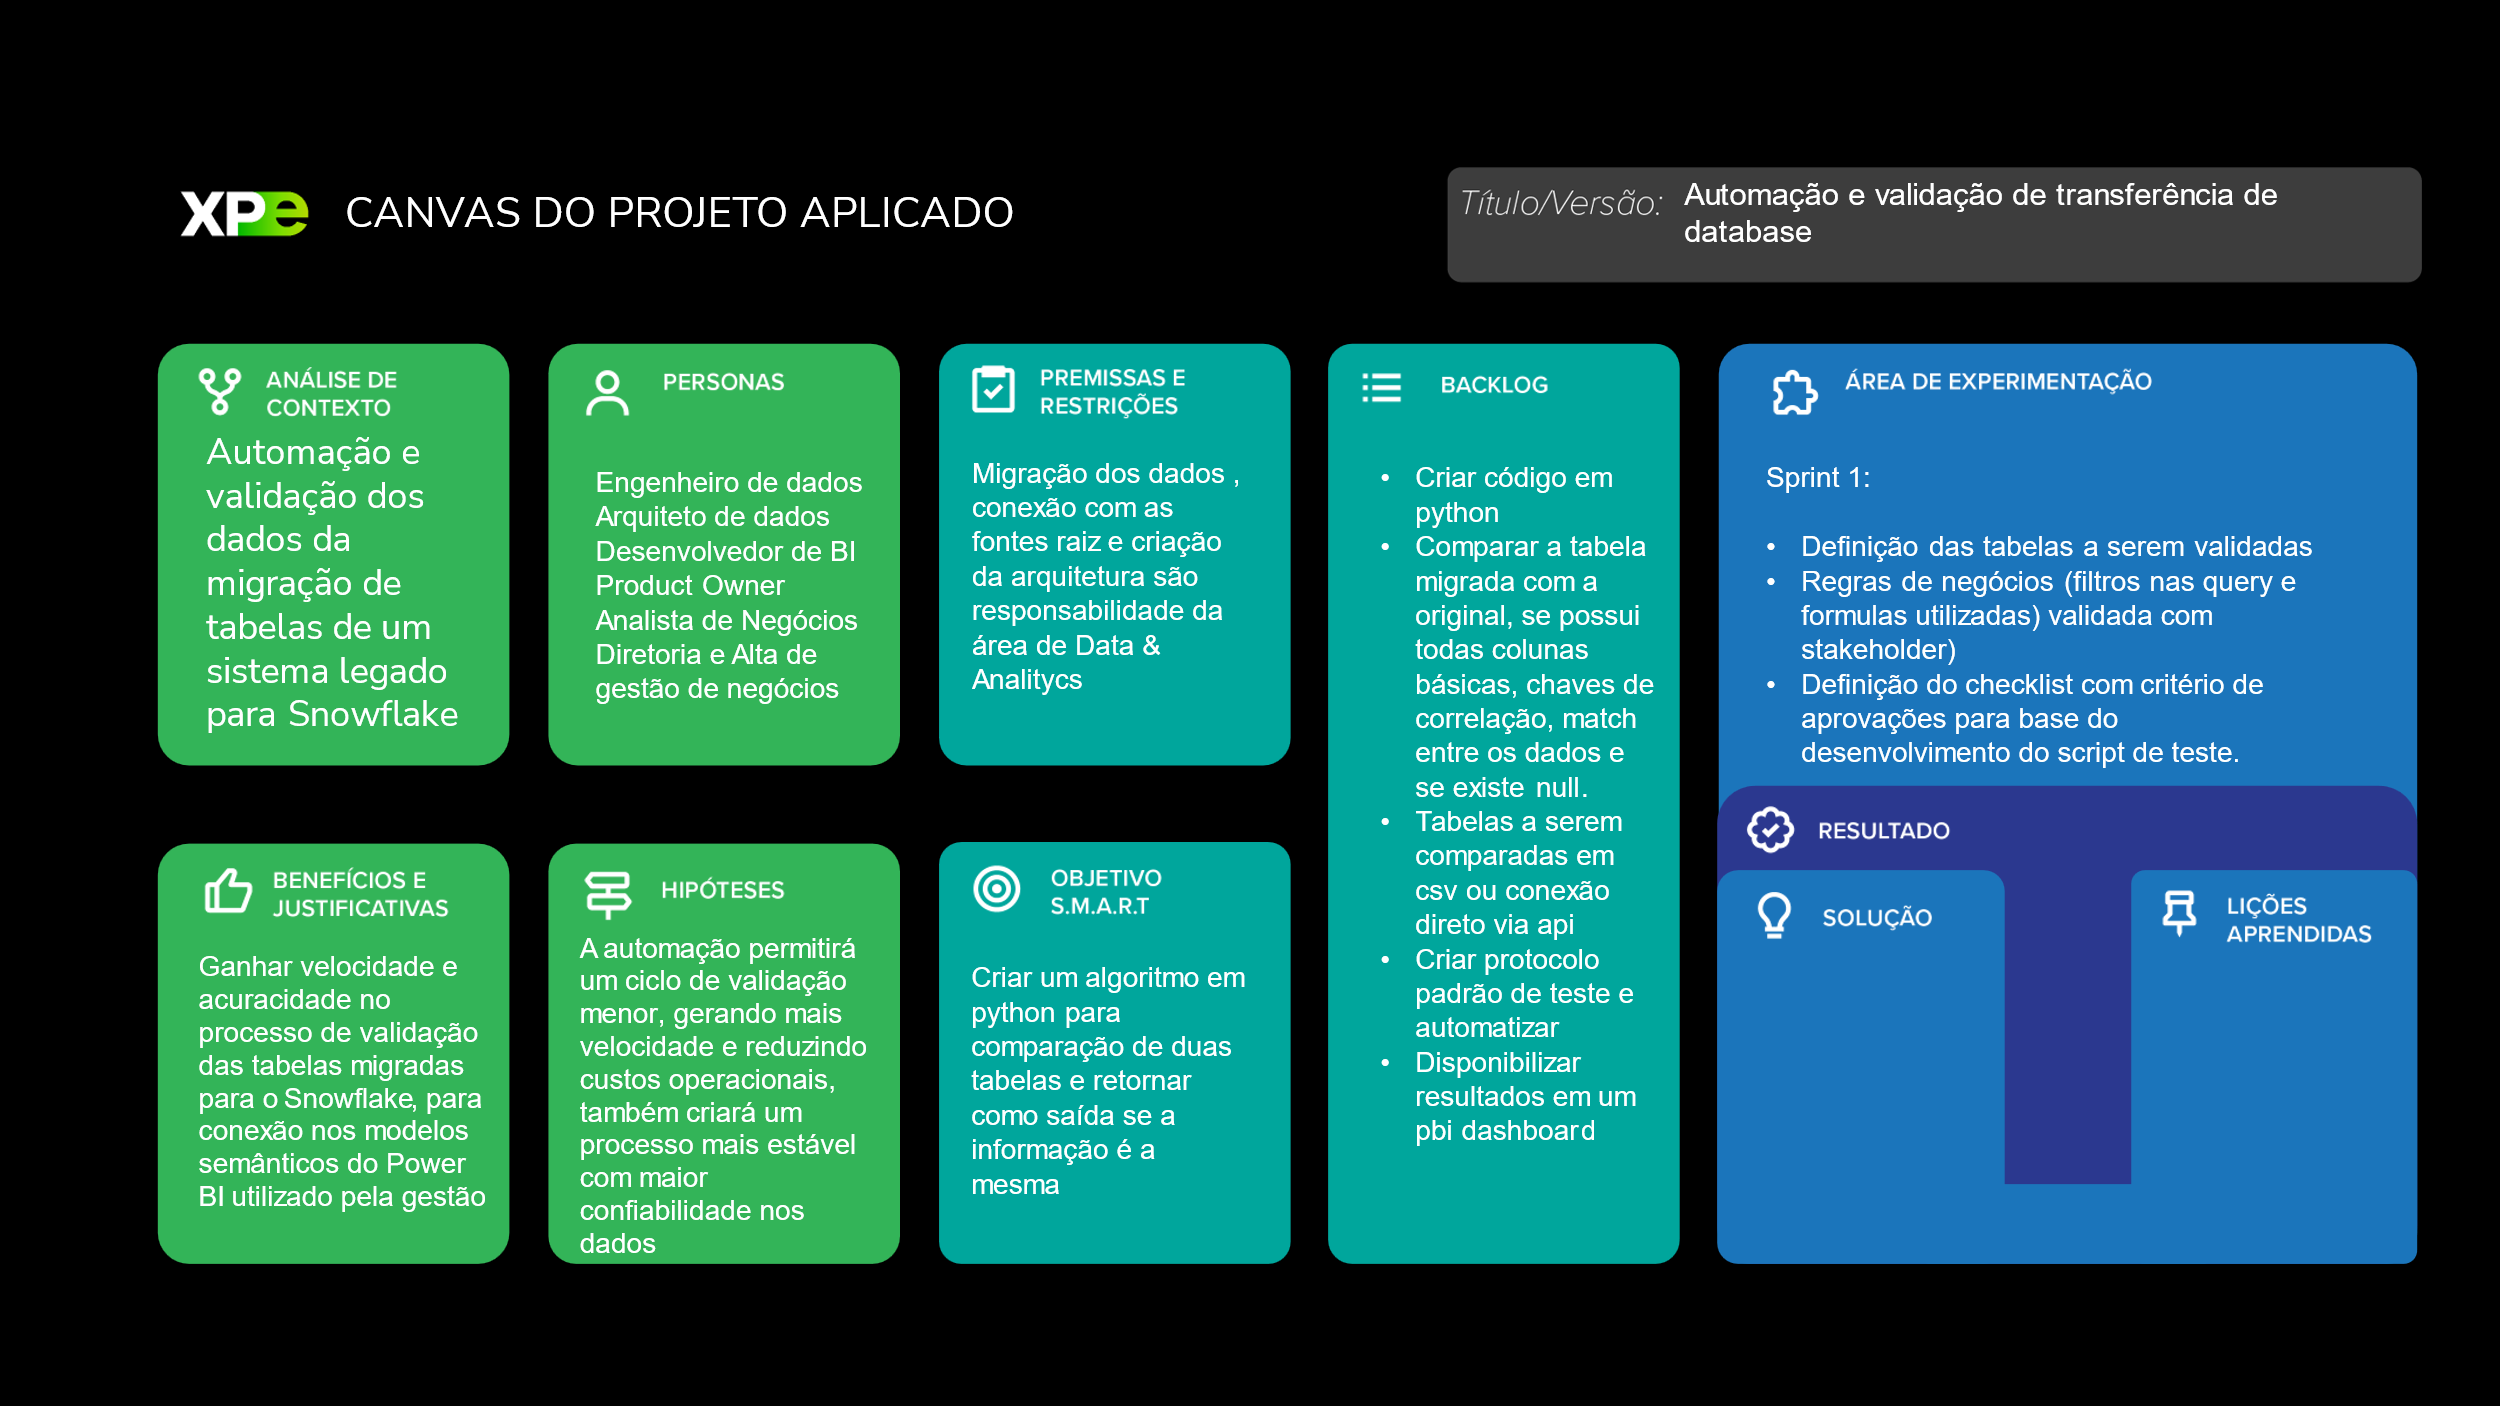 XPe
CANVAS DO PROJETO APLICADO
Título/Versão:
Automação e validação de transferência de
database
ANÁLISE DE
CONTEXTO
Automação e
validação dos
dados da
migração de
tabelas de um
sistema legado
para Snowflake
PERSONAS
Engenheiro de dados
Arquiteto de dados
Desenvolvedor de BI
Product Owner
Analista de Negócios
Diretoria e Alta de
gestão de negócios
PREMISSAS E
RESTRIÇÕES
Migração dos dados ,
conexão com as
fontes raiz e criação
da arquitetura são
responsabilidade da
área de Data &
Analitycs
BACKLOG
• Criar código em
python
• Comparar a tabela
migrada com a
original, se possui
todas colunas
básicas, chaves de
correlação, match
entre os dados e
se existe null.
• Tabelas a serem
comparadas em
csv ou conexão
direto via api
• Criar protocolo
padrão de teste e
automatizar
• Disponibilizar
resultados em um
pbi dashboard
ÁREA DE EXPERIMENTAÇÃO
Sprint 1:
• Definição das tabelas a serem validadas
• Regras de negócios (filtros nas query e
formulas utilizadas) validada com
stakeholder)
• Definição do checklist com critério de
aprovações para base do
desenvolvimento do script de teste.
BENEFÍCIOS E
JUSTIFICATIVAS
Ganhar velocidade e
acuracidade no
processo de validação
das tabelas migradas
para o Snowflake, para
conexão nos modelos
semânticos do Power
BI utilizado pela gestão
HIPÓTESES
A automação permitirá
um ciclo de validação
menor, gerando mais
velocidade e reduzindo
custos operacionais,
também criará um
processo mais estável
com maior
confiabilidade nos
dados
OBJETIVO
S.M.A.R.T
Criar um algoritmo em
python para
comparação de duas
tabelas e retornar
como saída se a
informação é a
mesma
RESULTADO
SOLUÇÃO
LIÇÕES
APRENDIDAS